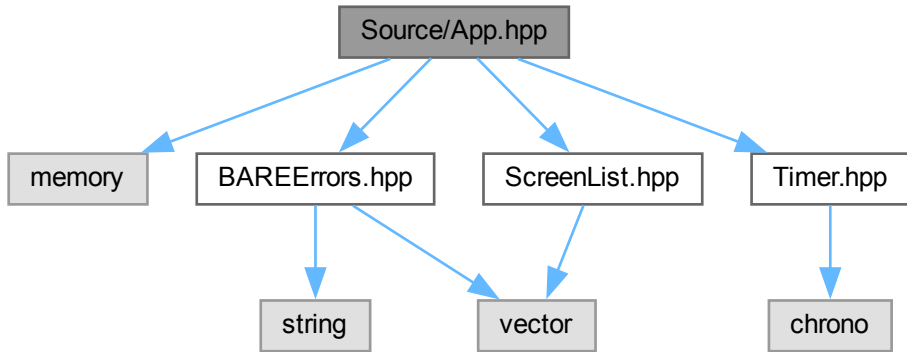 Source/App.hpp
memory
BAREErrors.hpp
ScreenList.hpp
Timer.hpp
string
vector
chrono